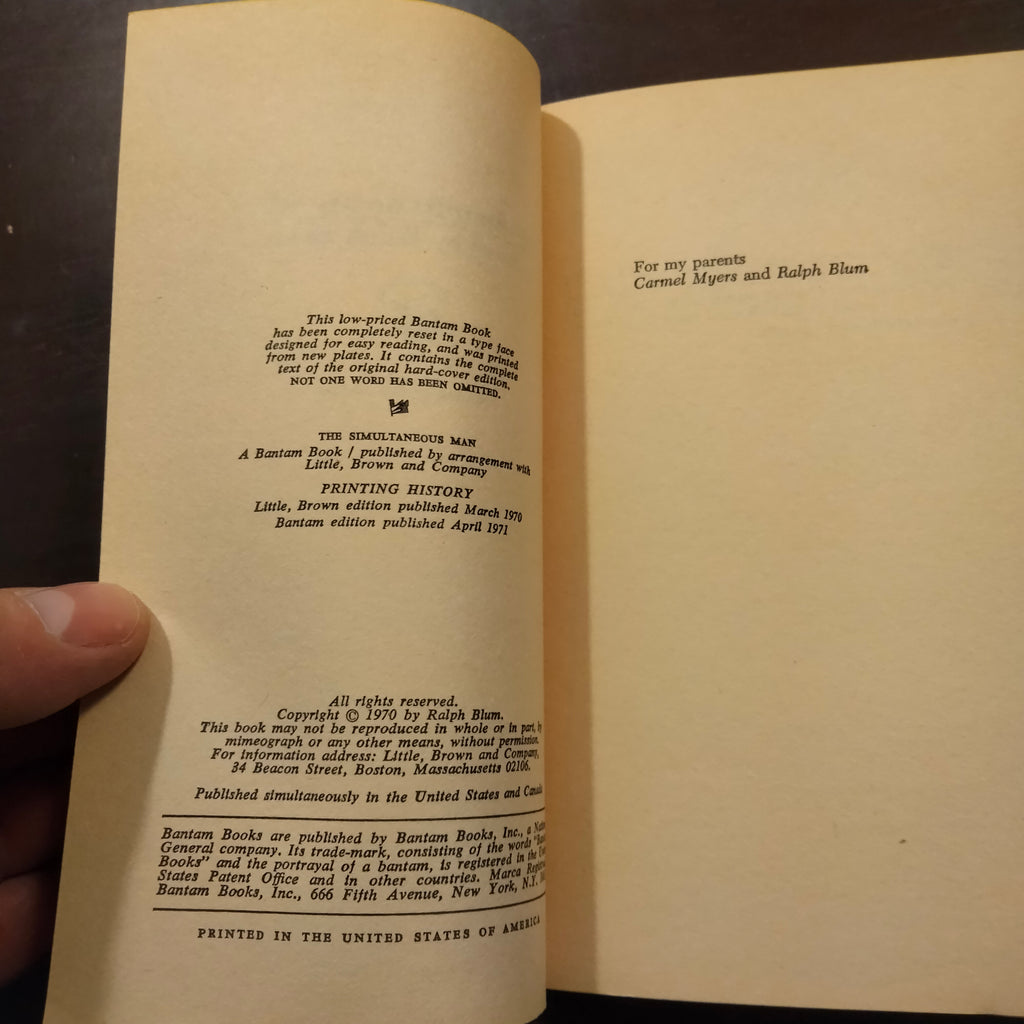 This low-priced Bantam Book
has been completely reset in a type face
designed for easy reading, and was printed
from new plates. It contains the complete
text of the original hard-cover edition.
NOT ONE WORD HAS BEEN OMITTED.
THE SIMULTANEOUS MAN
A Bantam Book / published by arrangement with
Little, Brown and Company
PRINTING HISTORY
Little, Brown edition published March 1970
Bantam edition published April 1971
All rights reserved.
Copyright © 1970 by Ralph Blum.
This book may not be reproduced in whole or in part, by
mimeograph or any other means, without permission.
For information address: Little, Brown and Company,
34 Beacon Street, Boston, Massachusetts 02106.
Published simultaneously in the United States and
Bantam Books are published by Bantam Books, Inc., a
General company. Its trade-mark, consisting of the words
Books" and the portrayal of a bantam, is registered in the
States Patent Office and in other countries. Marca
Bantam Books, Inc., 666 Fifth Avenue, New York, N.Y.
PRINTED IN THE UNITED STATES OF AMERICA
For my parents
Carmel Myers and Ralph Blum